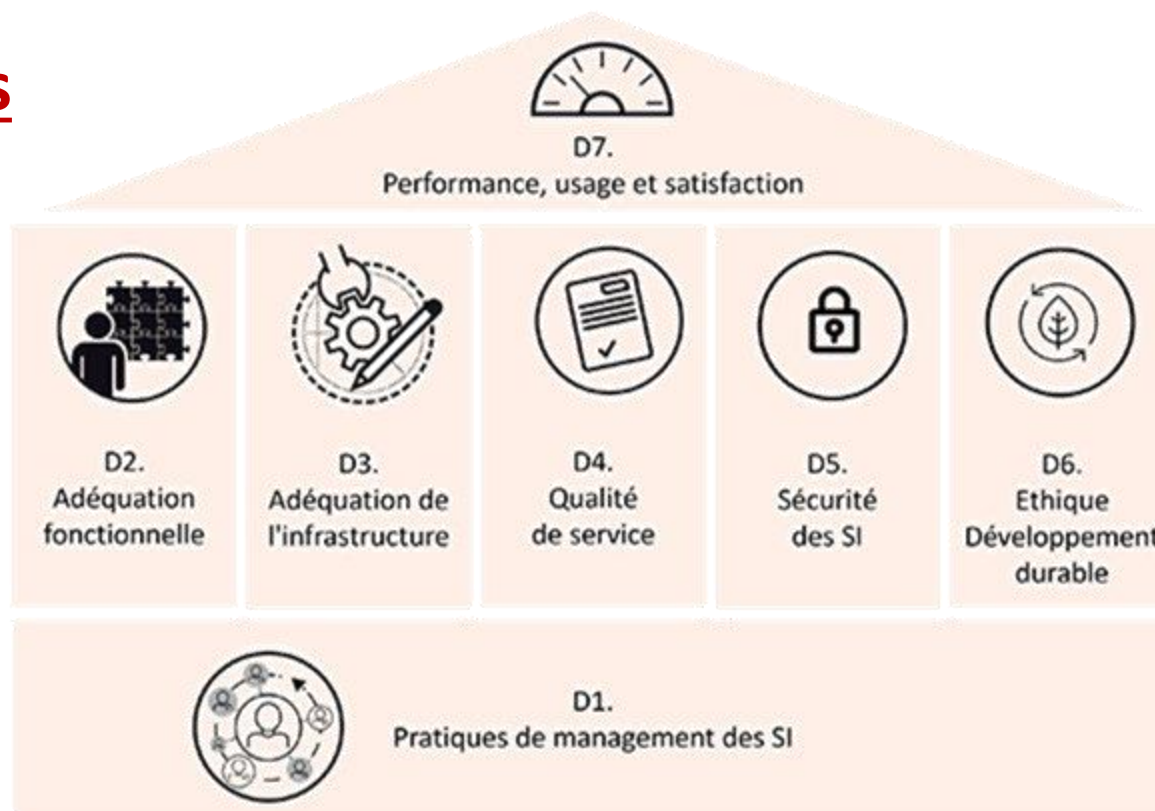 S
D7.
Performance, usage et satisfaction
D2.
Adéquation
fonctionnelle
D3.
Adéquation de
l'infrastructure
D4.
Qualité
de service
D5.
Sécurité
des SI
D6.
Ethique
Développement
durable
D1.
Pratiques de management des SI